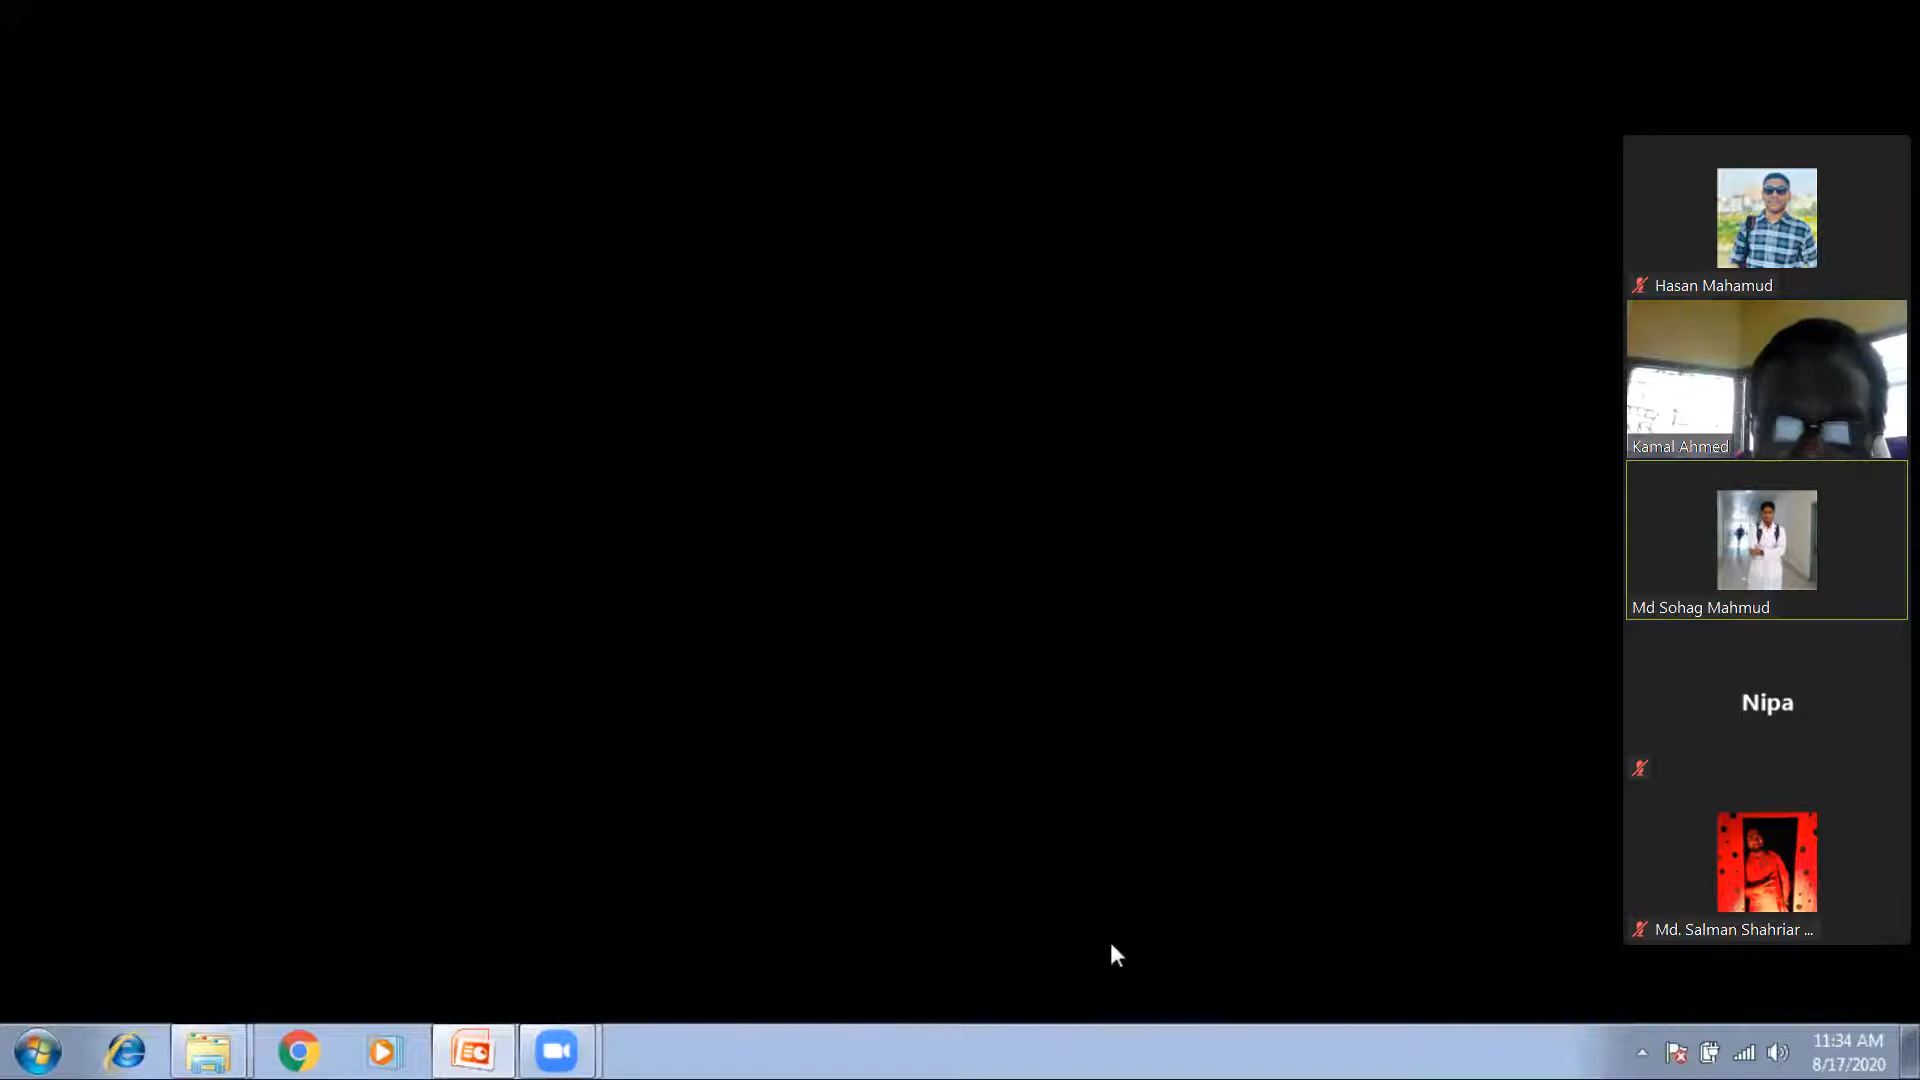 Hasan Mahamud
Kamal Ahmed
Md Sohag Mahmud
Nipa
Md. Salman Shahriar ...
11:34 AM
8/17/2020